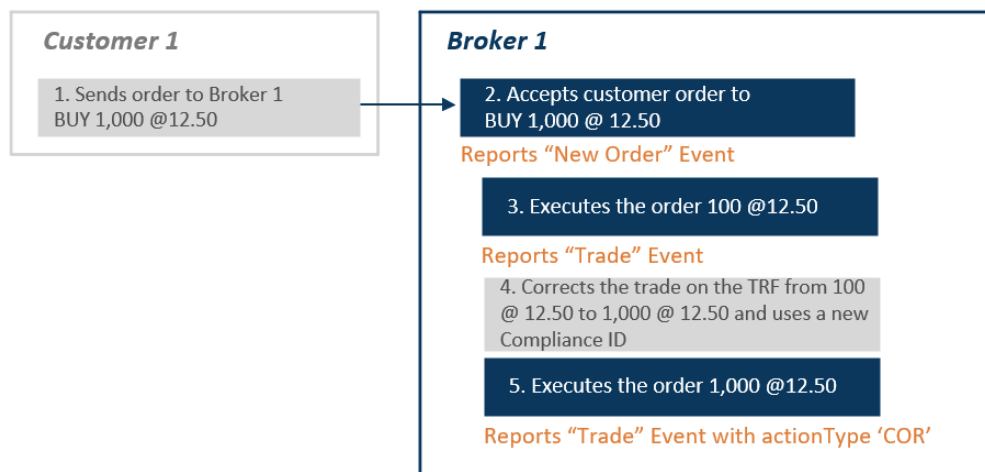 Customer 1
1. Sends order to Broker 1
BUY 1,000 @12.50
Broker 1
2. Accepts customer order to
BUY 1,000 @ 12.50
Reports “New Order” Event
3. Executes the order 100 @12.50
Reports “Trade” Event
4. Corrects the trade on the TRF from 100
@ 12.50 to 1,000 @ 12.50 and uses a new
Compliance ID
5. Executes the order 1,000 @12.50
Reports “Trade” Event with actionType ‘COR’